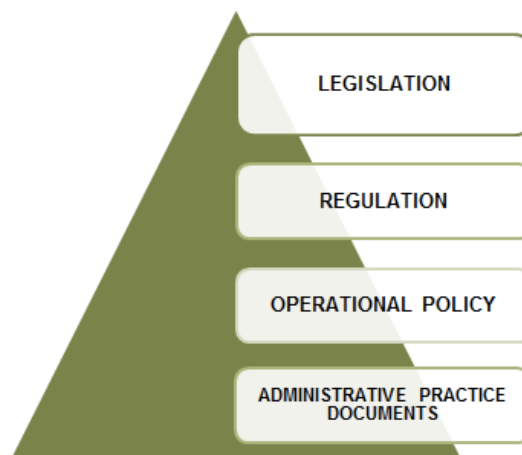 LEGISLATION
REGULATION
OPERATIONAL POLICY
ADMINISTRATIVE PRACTICE
DOCUMENTS